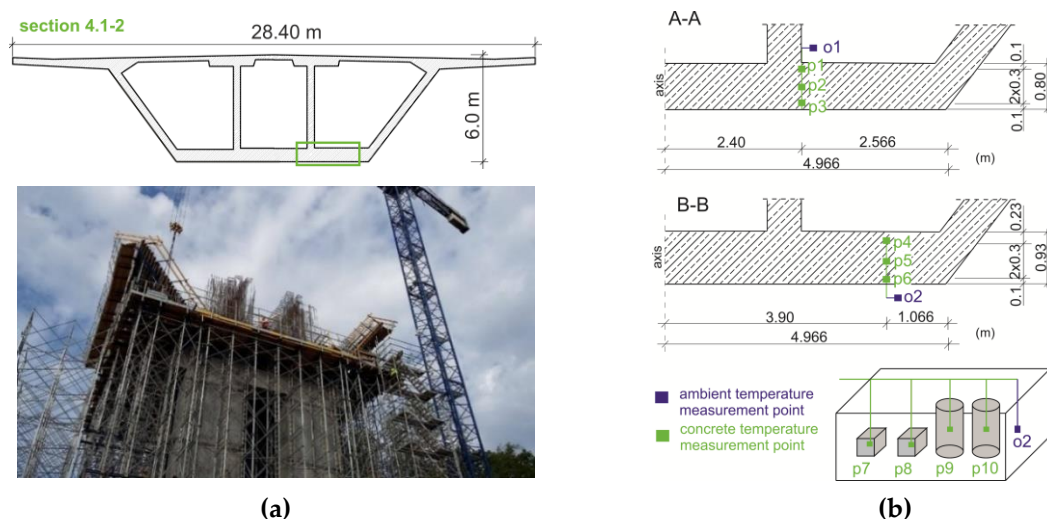 section 4.1-2
28.40 m
6.0 m
(a)
A-A
o1
p1
p2
p3
axis
0.1
2x0.3
0.1
0.80
2.40
2.566
4.966
(m)
B-B
p4
p5
p6
o2
axis
0.23
2x0.3
0.1
0.93
3.90
1.066
4.966
(m)
ambient temperature
measurement point
concrete temperature
measurement point
p7
p8
p9
p10
o2
(b)